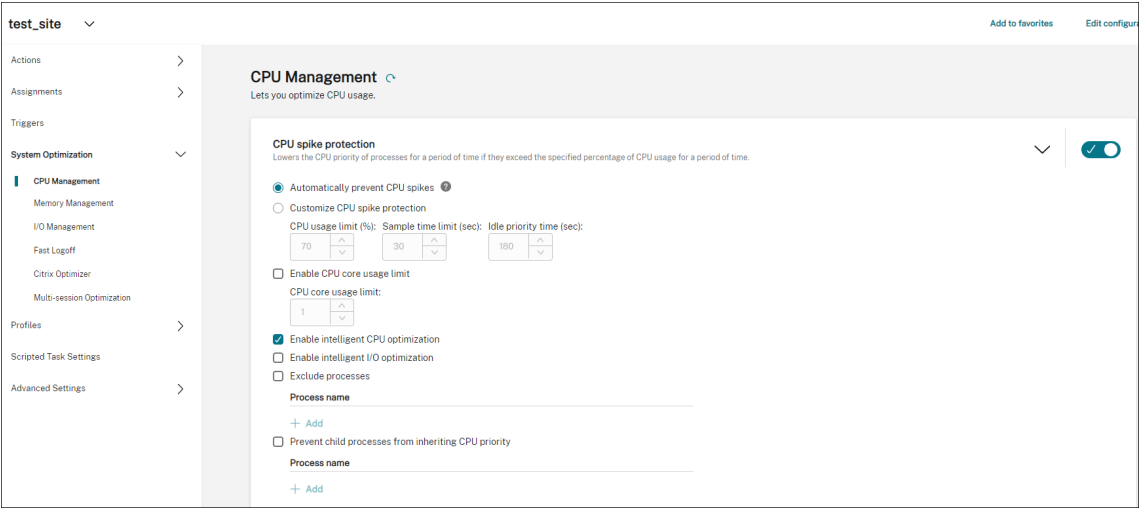 test_site
Add to favorites
Edit configura
Actions
Assignments
Triggers
System Optimization
CPU Management
Memory Management
I/O Management
Fast Logoff
Citrix Optimizer
Multi-session Optimization
Profiles
Scripted Task Settings
Advanced Settings
CPU Management
Lets you optimize CPU usage.
CPU spike protection
Lowers the CPU priority of processes for a period of time if they exceed the specified percentage of CPU usage for a period of time.
Automatically prevent CPU spikes ?
Customize CPU spike protection
CPU usage limit (%): Sample time limit (sec): Idle priority time (sec):
70 30 180
Enable CPU core usage limit
CPU core usage limit:
1
Enable intelligent CPU optimization
Enable intelligent I/O optimization
Exclude processes
Process name
+ Add
Prevent child processes from inheriting CPU priority
Process name
+ Add